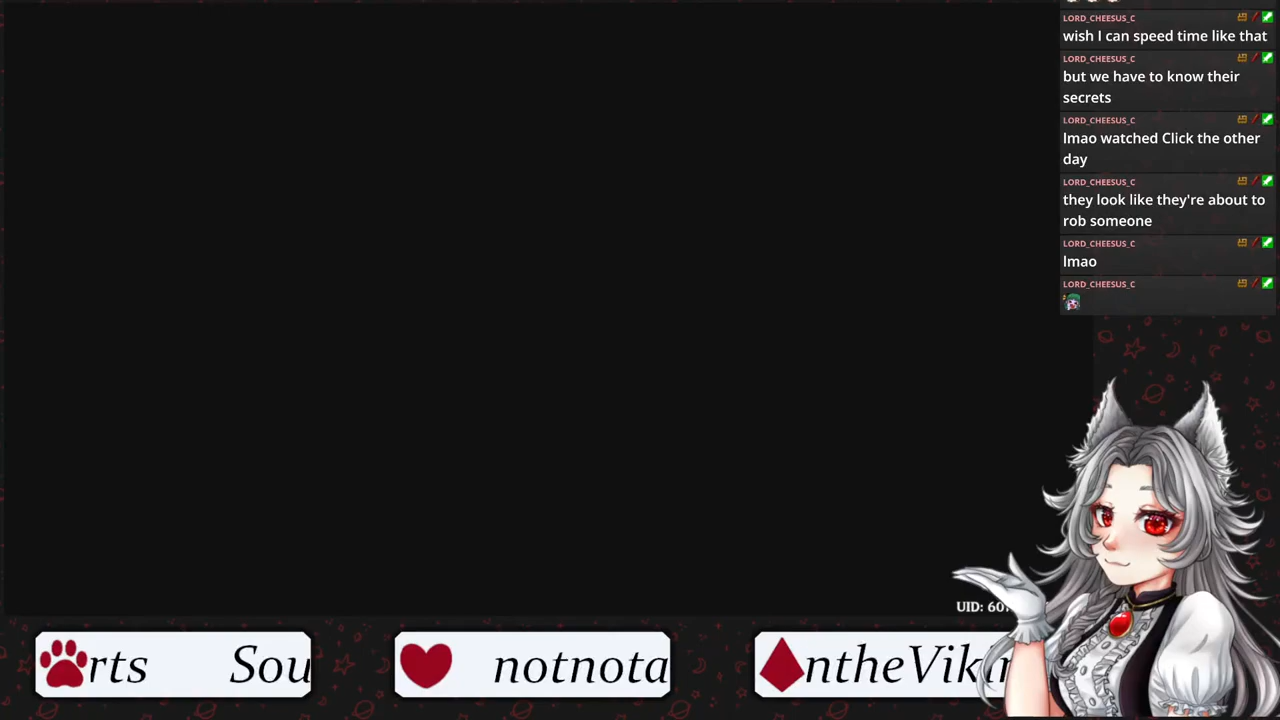 LORD_CHEESUS_C
wish I can speed time like that
LORD_CHEESUS_C
but we have to know their
secrets
LORD_CHEESUS_C
lmao watched Click the other
day
LORD_CHEESUS_C
they look like they're about to
rob someone
LORD_CHEESUS_C
lmao
LORD_CHEESUS_C
UID: 60
rts Sou
notnota
ntheViki